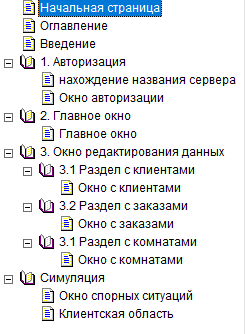 Начальная страница
Оглавление
Введение
1. Авторизация
нахождение названия сервера
Окно авторизации
2. Главное окно
Главное окно
3. Окно редактирования данных
3.1 Раздел с клиентами
Окно с клиентами
3.2 Раздел с заказами
Окно с заказами
3.1 Раздел с комнатами
Окно с комнатами
Симуляция
Окно спорных ситуаций
Клиентская область